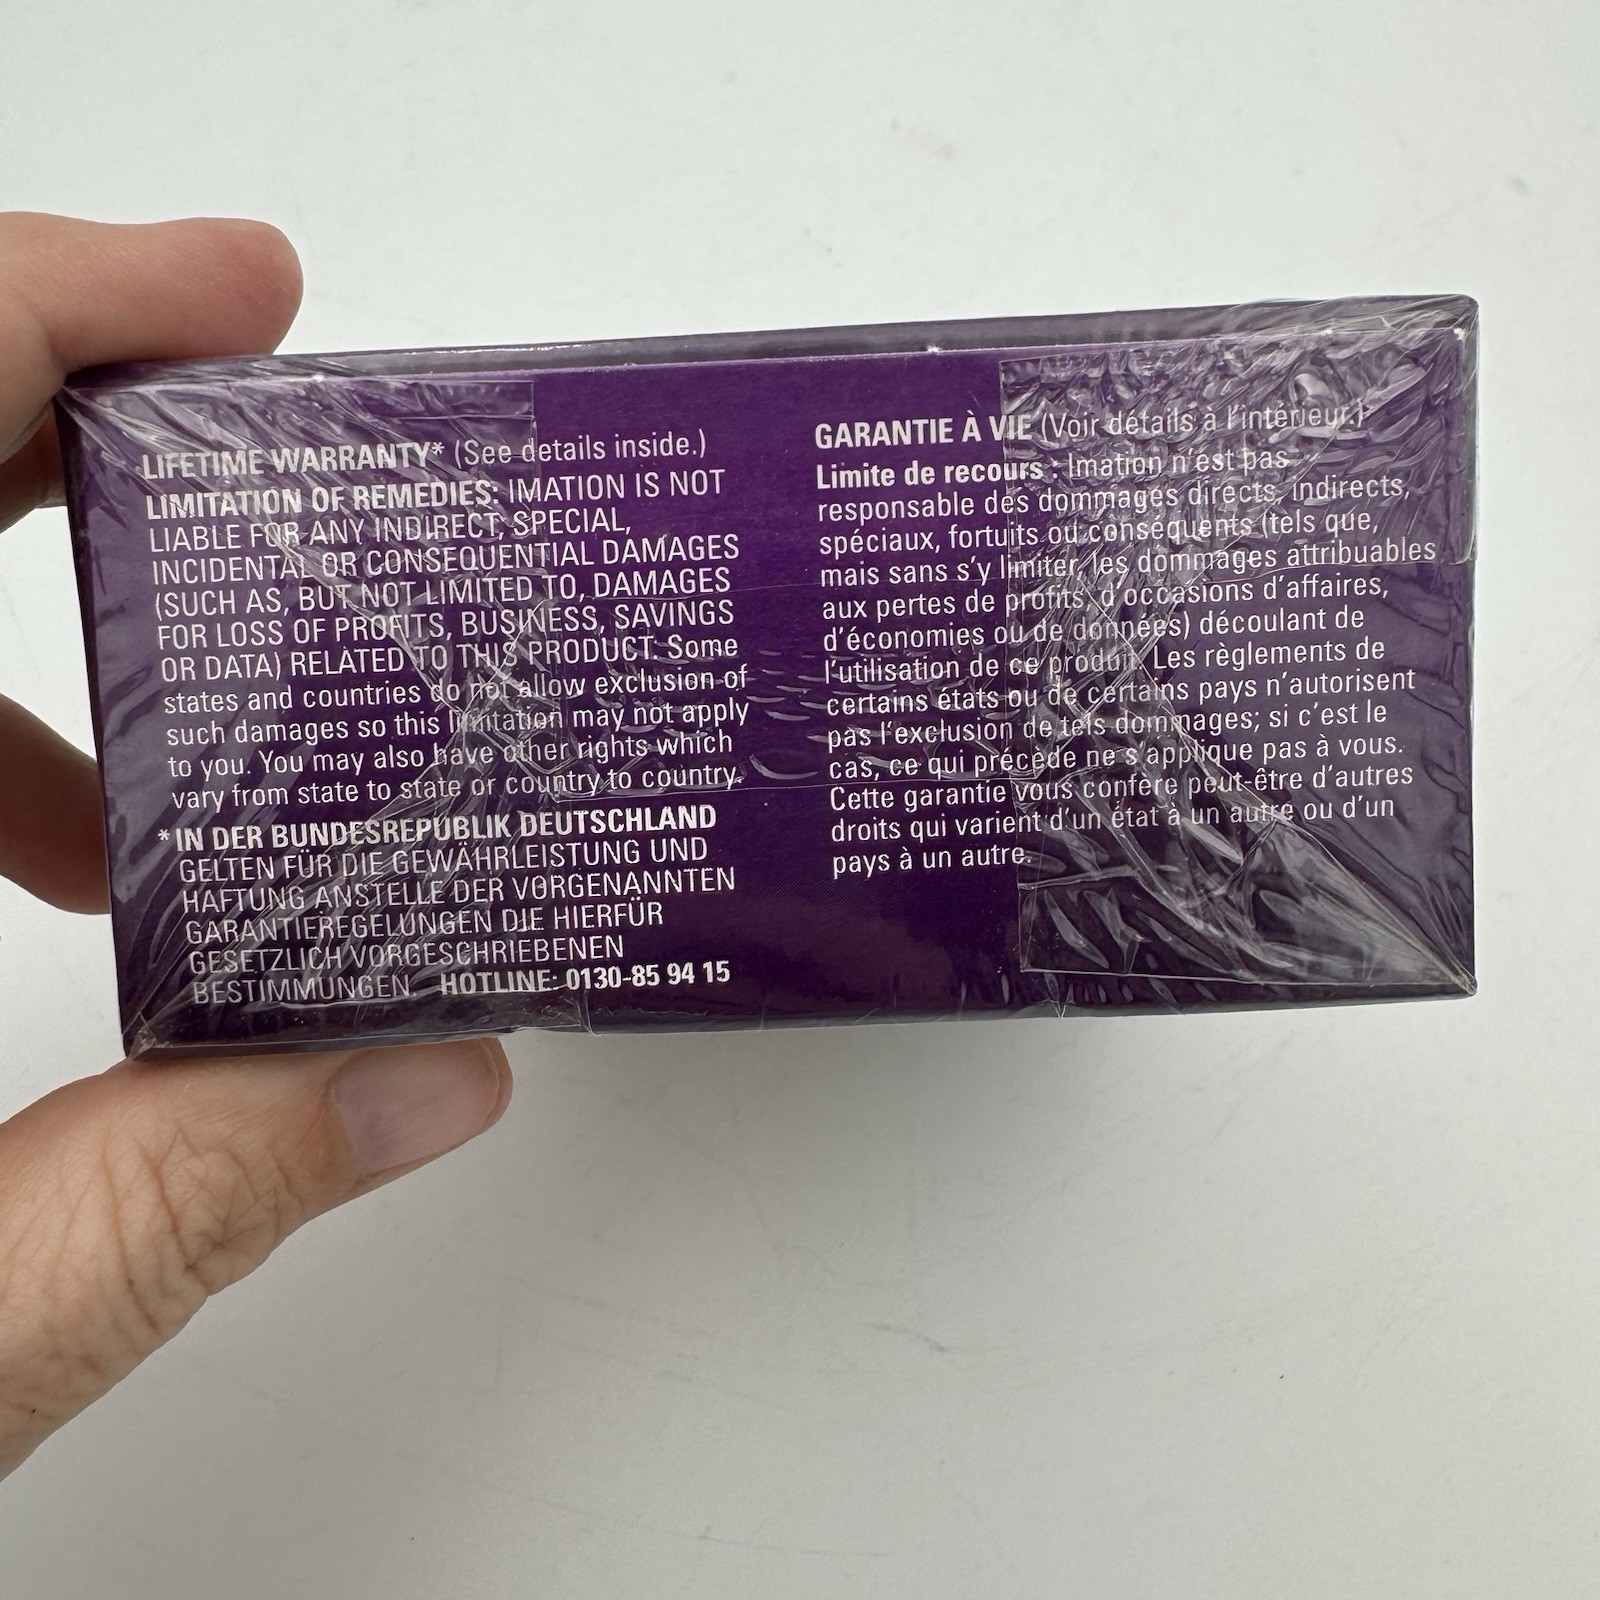 LIFETIME WARRANTY* (See details inside.)
LIMITATION OF REMEDIES: IMATION IS NOT
LIABLE FOR ANY INDIRECT, SPECIAL,
INCIDENTAL OR CONSEQUENTIAL DAMAGES
(SUCH AS, BUT NOT LIMITED TO, DAMAGES
FOR LOSS OF PROFITS, BUSINESS, SAVINGS
OR DATA) RELATED TO THIS PRODUCT. Some
states and countries do not allow exclusion of
such damages so this limitation may not apply
to you. You may also have other rights which
vary from state to state or country to country.
*IN DER BUNDESREPUBLIK DEUTSCHLAND
GELTEN FÜR DIE GEWÄHRLEISTUNG UND
HAFTUNG ANSTELLE DER VORGENANNTEN
GARANTIEREGELUNGEN DIE HIERFÜR
GESETZLICH VORGESCHRIEBENEN
BESTIMMUNGEN. HOTLINE: 0130-85 94 15
GARANTIE À VIE (Voir détails à l'intérieur.)
Limite de recours : Imation n'est pas
responsable des dommages directs, indirects,
spéciaux, fortuits ou conséquents (tels que,
mais sans s'y limiter, les dommages attribuables
aux pertes de profits, d'occasions d'affaires,
d'économies ou de données) découlant de
l'utilisation de ce produit. Les règlements de
certains états ou de certains pays n'autorisent
pas l'exclusion de tels dommages; si c'est le
cas, ce qui précède ne s'applique pas à vous.
Cette garantie vous confère peut-être d'autres
droits qui varient d'un état à un autre ou d'un
pays à un autre.